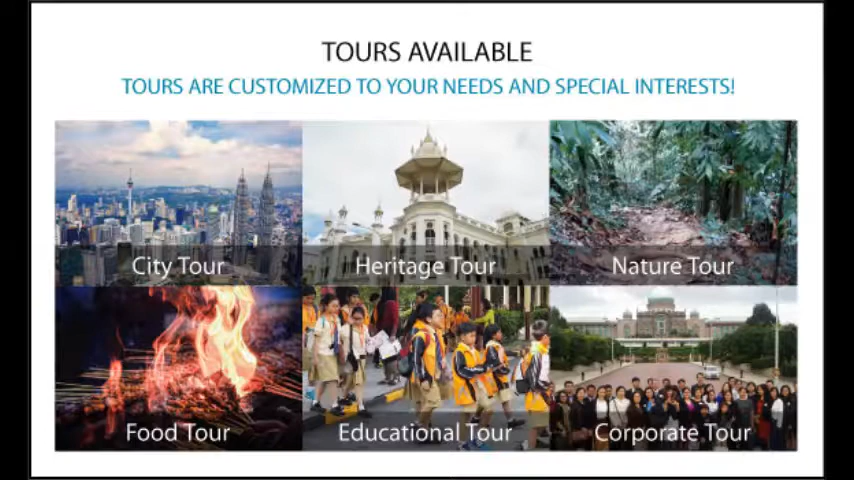 TOURS AVAILABLE
TOURS ARE CUSTOMIZED TO YOUR NEEDS AND SPECIAL INTERESTS!
City Tour
Heritage Tour
Nature Tour
Food Tour
Educational Tour
Corporate Tour